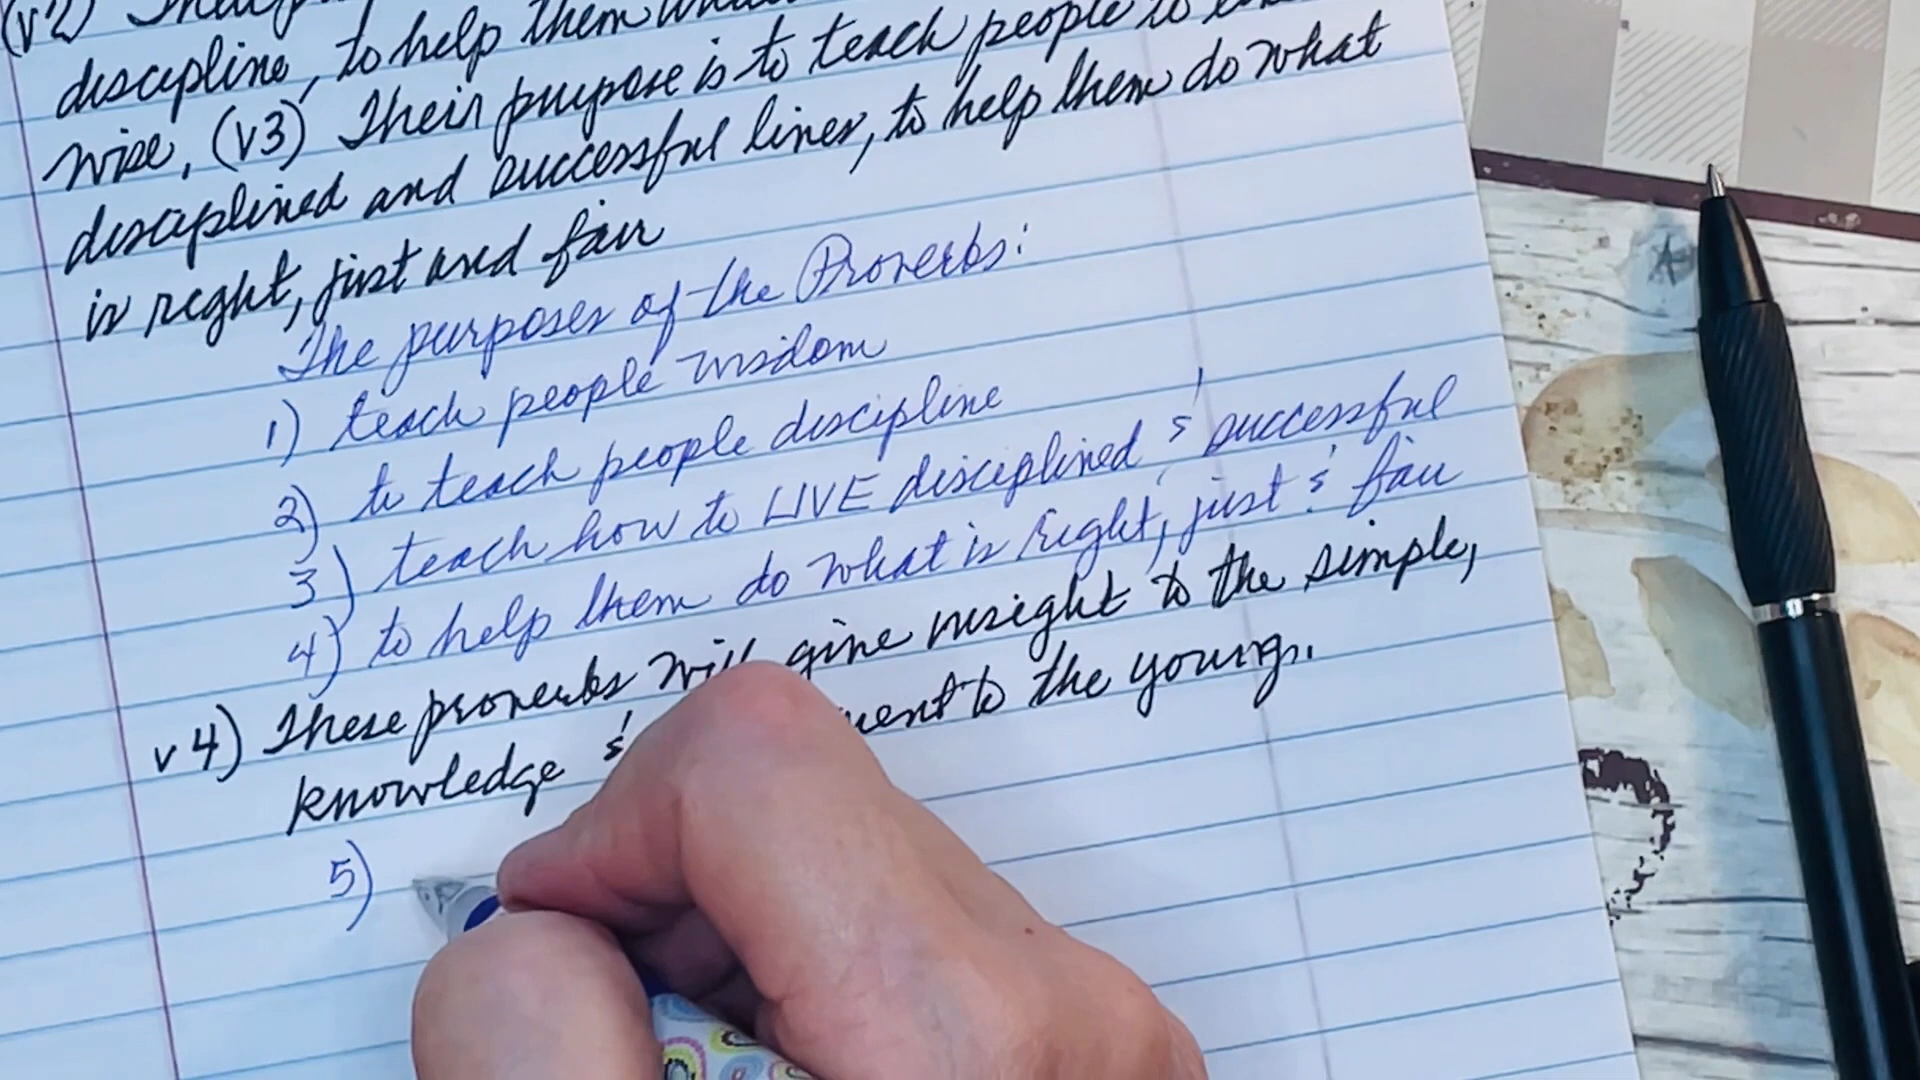 (v2)
discipline, to help them
wise. (v3) Their purpose is to teach people to
disciplined and successful lives, to help them do what
is right, just and fair
The purposes of the Proverbs:
1) teach people wisdom
2) to teach people discipline
3) teach how to LIVE disciplined & successful
4) to help them do what is right, just & fair
v4) These proverbs will give insight to the simple,
knowledge & to the young.
5)